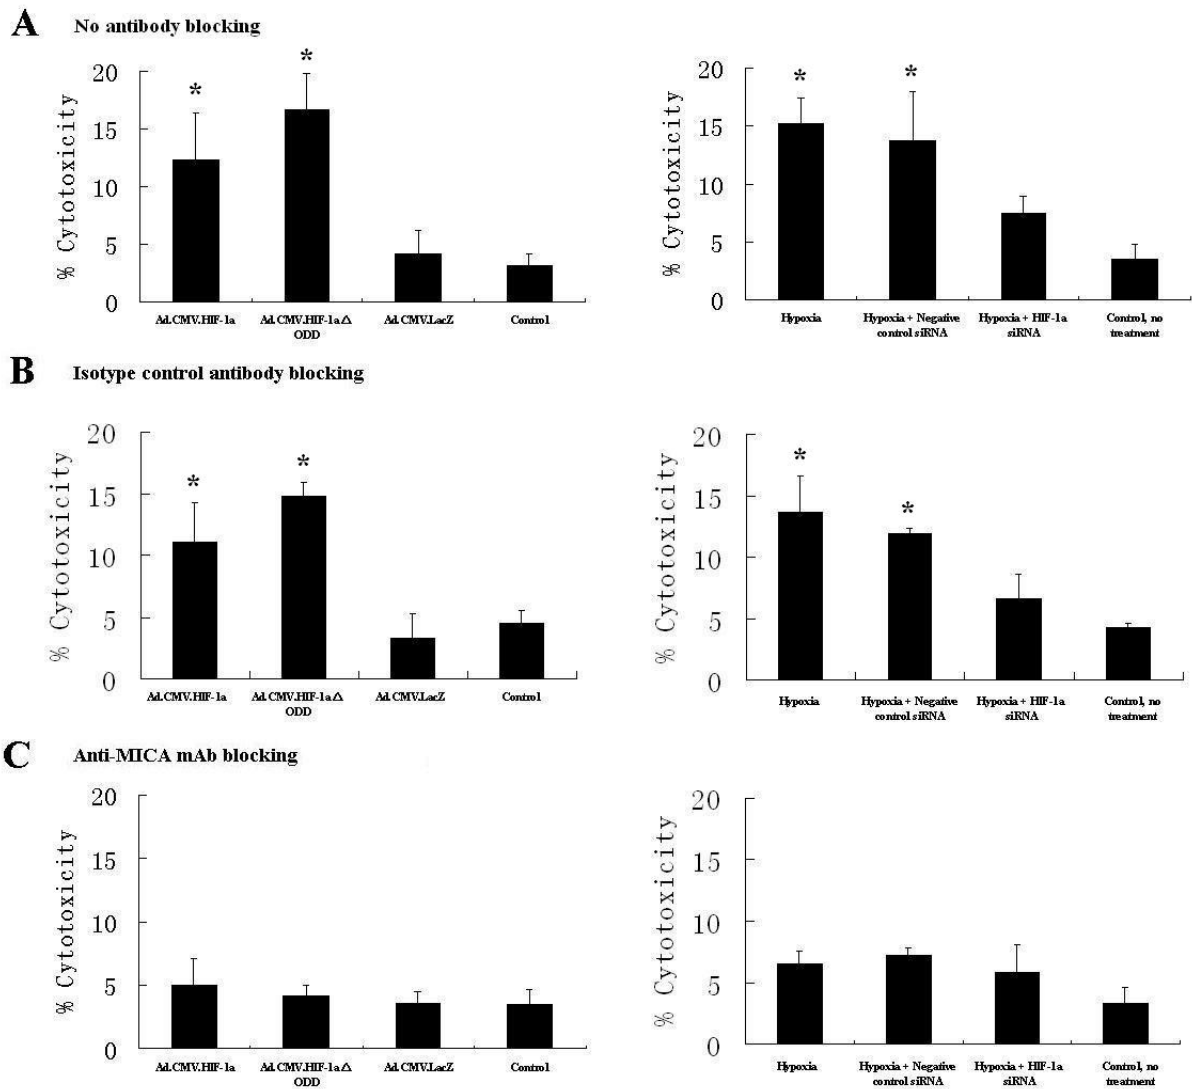 A No antibody blocking
% Cytotoxicity
20
15
10
5
0
*
*
Ad.CMV.HIF-1a
Ad.CMV.HIF-1a△
ODD
Ad.CMV.LacZ
Control
% Cytotoxicity
20
15
10
5
0
*
*
Hypoxia
Hypoxia + Negative
control siRNA
Hypoxia + HIF-1a
siRNA
Control, no
treatment
B Isotype control antibody blocking
% Cytotoxicity
20
15
10
5
0
*
*
Ad.CMV.HIF-1a
Ad.CMV.HIF-1a△
ODD
Ad.CMV.LacZ
Control
% Cytotoxicity
20
15
10
5
0
*
*
Hypoxia
Hypoxia + Negative
control siRNA
Hypoxia + HIF-1a
siRNA
Control, no
treatment
C Anti-MICA mAb blocking
% Cytotoxicity
20
15
10
5
0
Ad.CMV.HIF-1a
Ad.CMV.HIF-1a△
ODD
Ad.CMV.LacZ
Control
% Cytotoxicity
20
15
10
5
0
Hypoxia
Hypoxia + Negative
control siRNA
Hypoxia + HIF-1a
siRNA
Control, no
treatment